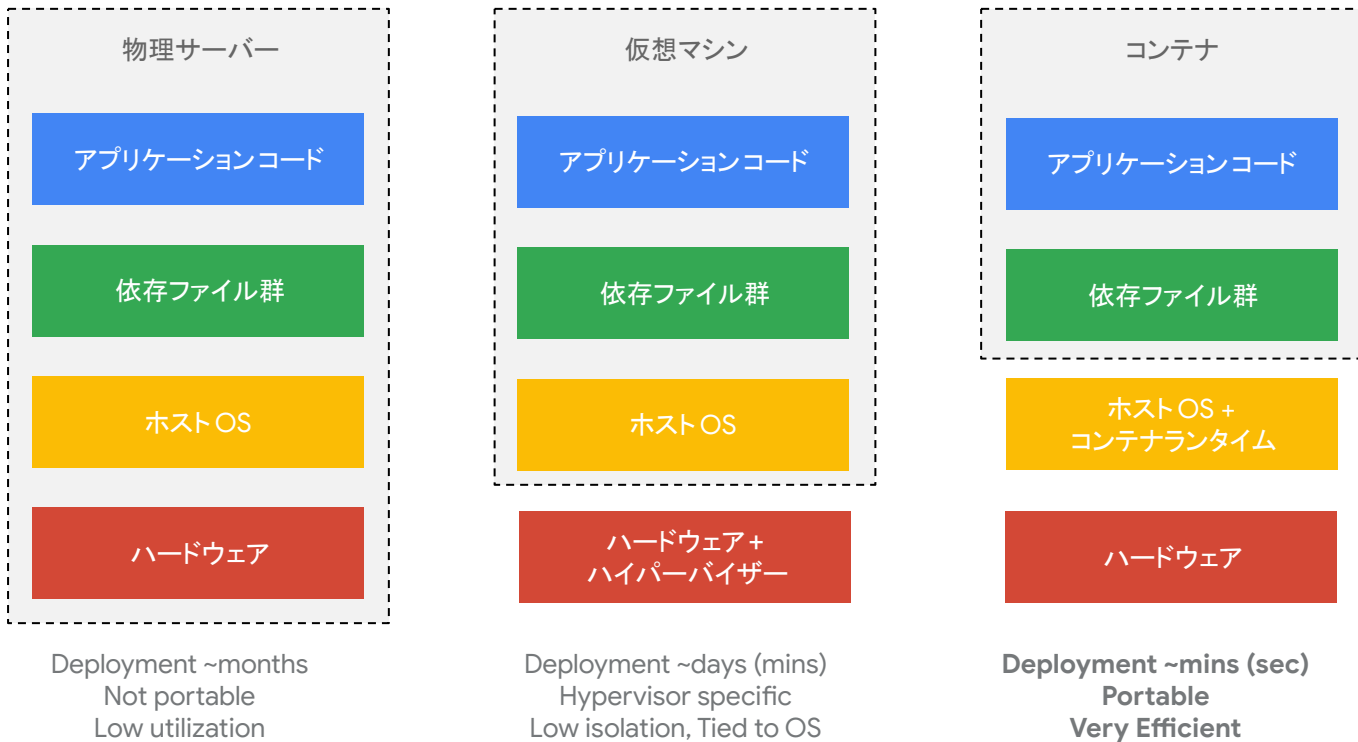 物理サーバー
アプリケーションコード
依存ファイル群
ホスト OS
ハードウェア
Deployment ~months
Not portable
Low utilization
仮想マシン
アプリケーションコード
依存ファイル群
ホスト OS
ハードウェア +
ハイパーバイザー
Deployment ~days (mins)
Hypervisor specific
Low isolation, Tied to OS
コンテナ
アプリケーションコード
依存ファイル群
ホスト OS +
コンテナランタイム
ハードウェア
Deployment ~mins (sec)
Portable
Very Efficient